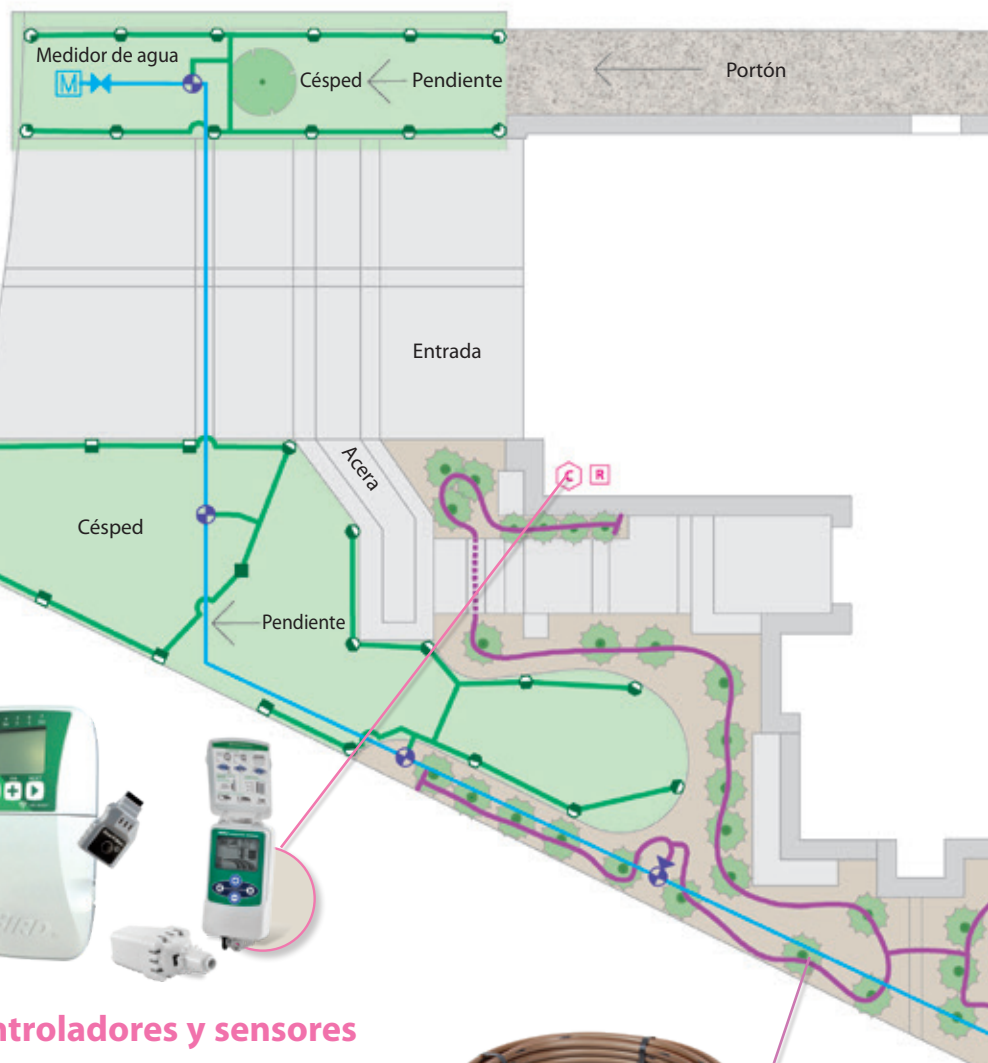 Medidor de agua
M
Césped
Pendiente
Portón
Entrada
Acera
C R
Césped
Pendiente
ntroladores y sensores